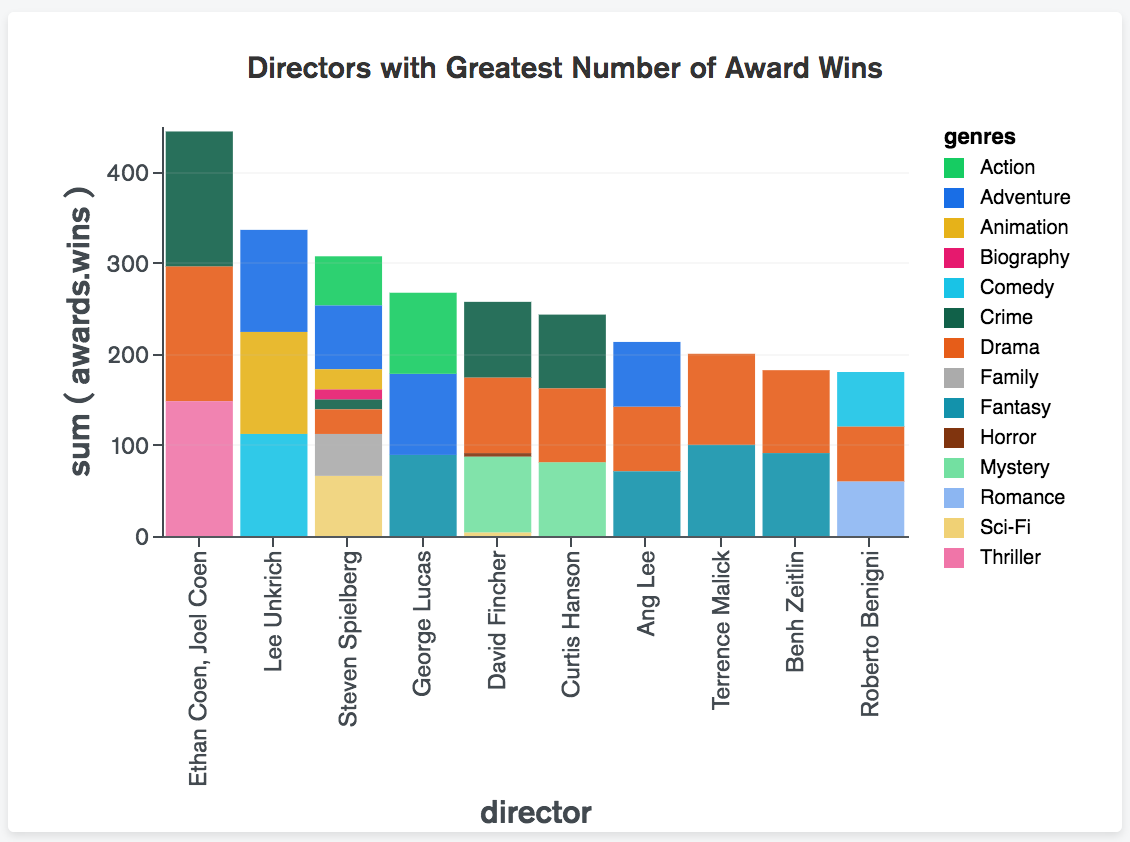 Directors with Greatest Number of Award Wins
sum ( awards.wins )
400
300
200
100
0
Ethan Coen, Joel Coen
Lee Unkrich
Steven Spielberg
George Lucas
David Fincher
Curtis Hanson
Ang Lee
Terrence Malick
Benh Zeitlin
Roberto Benigni
director
genres
Action
Adventure
Animation
Biography
Comedy
Crime
Drama
Family
Fantasy
Horror
Mystery
Romance
Sci-Fi
Thriller